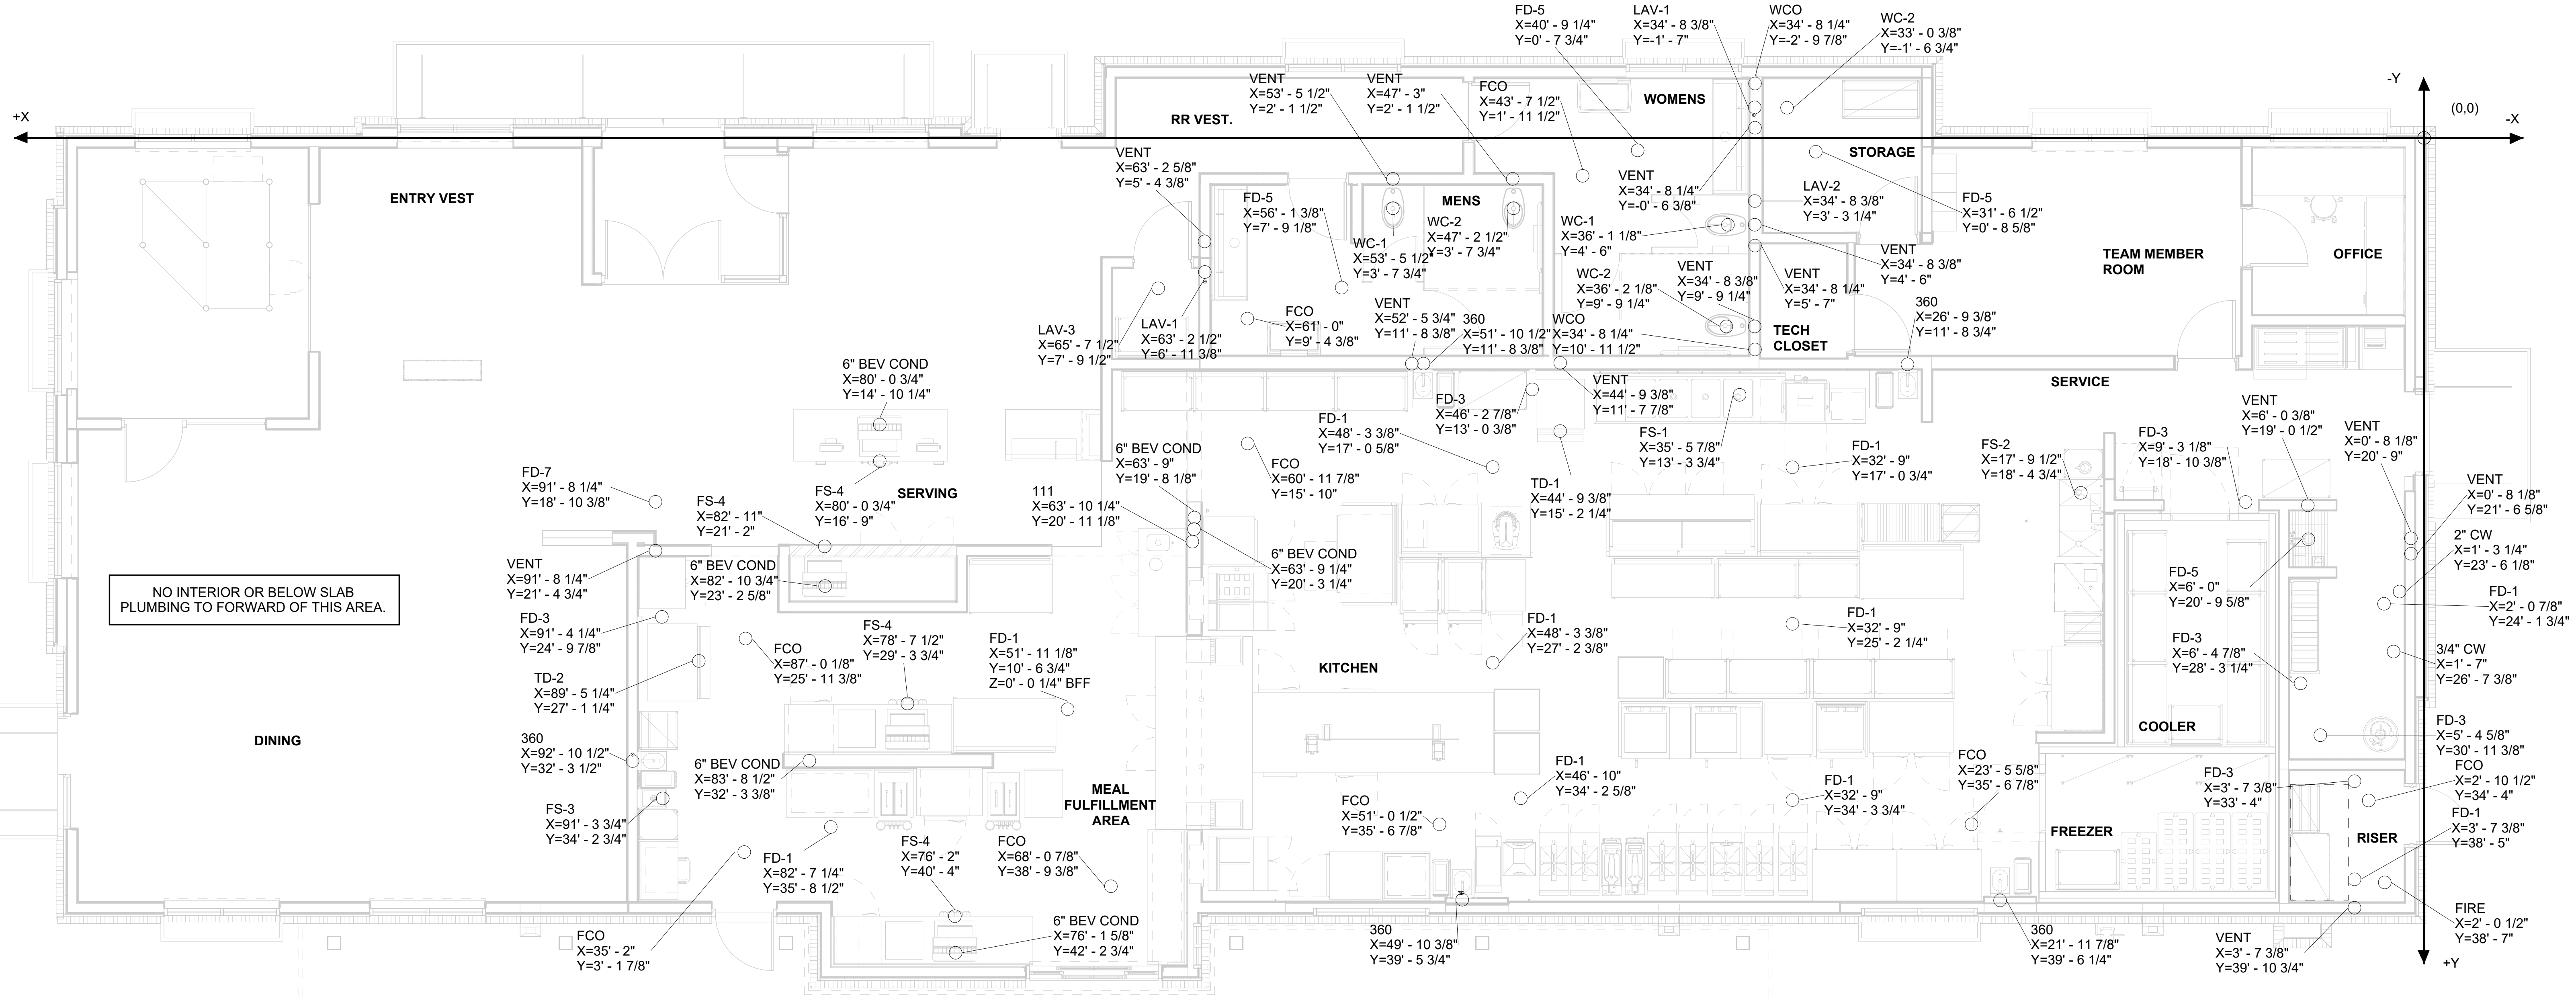 FD-5
X=40' - 9 1/4"
Y=0' - 7 3/4"
LAV-1
X=34' - 8 3/8"
Y=-1' - 7"
WCO
X=34' - 8 1/4"
Y=-2' - 9 7/8"
WC-2
X=33' - 0 3/8"
Y=-1' - 6 3/4"
-Y
(0,0)
-X
+X
VENT
X=53' - 5 1/2"
Y=2' - 1 1/2"
VENT
X=47' - 3"
Y=2' - 1 1/2"
FCO
X=43' - 7 1/2"
Y=1' - 11 1/2"
WOMENS
RR VEST.
STORAGE
VENT
X=63' - 2 5/8"
Y=5' - 4 3/8"
ENTRY VEST
FD-5
X=56' - 1 3/8"
Y=7' - 9 1/8"
MENS
VENT
X=34' - 8 1/4"
Y=-0' - 6 3/8"
LAV-2
X=34' - 8 3/8"
Y=3' - 3 1/4"
FD-5
X=31' - 6 1/2"
Y=0' - 8 5/8"
WC-1
X=53' - 5 1/2"
Y=3' - 7 3/4"
WC-2
X=47' - 2 1/2"
Y=3' - 7 3/4"
WC-1
X=36' - 1 1/8"
Y=4' - 6"
VENT
X=34' - 8 3/8"
Y=4' - 6"
TEAM MEMBER
ROOM
OFFICE
WC-2
X=36' - 2 1/8"
Y=9' - 9 1/4"
VENT
X=34' - 8 3/8"
Y=9' - 9 1/4"
VENT
X=34' - 8 1/4"
Y=5' - 7"
360
X=26' - 9 3/8"
Y=11' - 8 3/4"
LAV-3
X=65' - 7 1/2"
Y=7' - 9 1/2"
LAV-1
X=63' - 2 1/2"
Y=6' - 11 3/8"
FCO
X=61' - 0"
Y=9' - 4 3/8"
VENT
X=52' - 5 3/4"
Y=11' - 8 3/8"
360
X=51' - 10 1/2"
Y=11' - 8 3/8"
WCO
X=34' - 8 1/4"
Y=10' - 11 1/2"
TECH
CLOSET
6" BEV COND
X=80' - 0 3/4"
Y=14' - 10 1/4"
VENT
X=44' - 9 3/8"
Y=11' - 7 7/8"
SERVICE
FD-3
X=46' - 2 7/8"
Y=13' - 0 3/8"
FD-1
X=48' - 3 3/8"
Y=17' - 0 5/8"
FS-1
X=35' - 5 7/8"
Y=13' - 3 3/4"
FD-1
X=32' - 9"
Y=17' - 0 3/4"
FS-2
X=17' - 9 1/2"
Y=18' - 4 3/4"
FD-3
X=9' - 3 1/8"
Y=18' - 10 3/8"
VENT
X=6' - 0 3/8"
Y=19' - 0 1/2"
VENT
X=0' - 8 1/8"
Y=20' - 9"
VENT
X=0' - 8 1/8"
Y=21' - 6 5/8"
FD-7
X=91' - 8 1/4"
Y=18' - 10 3/8"
FS-4
X=80' - 0 3/4"
Y=16' - 9"
SERVING
6" BEV COND
X=63' - 9"
Y=19' - 8 1/8"
FCO
X=60' - 11 7/8"
Y=15' - 10"
TD-1
X=44' - 9 3/8"
Y=15' - 2 1/4"
FS-4
X=82' - 11"
Y=21' - 2"
111
X=63' - 10 1/4"
Y=20' - 11 1/8"
2" CW
X=1' - 3 1/4"
Y=23' - 6 1/8"
VENT
X=91' - 8 1/4"
Y=21' - 4 3/4"
6" BEV COND
X=82' - 10 3/4"
Y=23' - 2 5/8"
6" BEV COND
X=63' - 9 1/4"
Y=20' - 3 1/4"
FD-5
X=6' - 0"
Y=20' - 9 5/8"
FD-1
X=2' - 0 7/8"
Y=24' - 1 3/4"
NO INTERIOR OR BELOW SLAB
PLUMBING TO FORWARD OF THIS AREA.
FD-3
X=91' - 4 1/4"
Y=24' - 9 7/8"
FCO
X=87' - 0 1/8"
Y=25' - 11 3/8"
FS-4
X=78' - 7 1/2"
Y=29' - 3 3/4"
FD-1
X=51' - 11 1/8"
Y=10' - 6 3/4"
Z=0' - 0 1/4" BFF
FD-1
X=48' - 3 3/8"
Y=27' - 2 3/8"
FD-1
X=32' - 9"
Y=25' - 2 1/4"
FD-3
X=6' - 4 7/8"
Y=28' - 3 1/4"
3/4" CW
X=1' - 7"
Y=26' - 7 3/8"
KITCHEN
TD-2
X=89' - 5 1/4"
Y=27' - 1 1/4"
COOLER
DINING
360
X=92' - 10 1/2"
Y=32' - 3 1/2"
6" BEV COND
X=83' - 8 1/2"
Y=32' - 3 3/8"
FD-3
X=5' - 4 5/8"
Y=30' - 11 3/8"
FD-1
X=46' - 10"
Y=34' - 2 5/8"
FCO
X=23' - 5 5/8"
Y=35' - 6 7/8"
FD-3
X=3' - 7 3/8"
Y=33' - 4"
FCO
X=2' - 10 1/2"
Y=34' - 4"
FS-3
X=91' - 3 3/4"
Y=34' - 2 3/4"
MEAL
FULFILLMENT
AREA
FCO
X=51' - 0 1/2"
Y=35' - 6 7/8"
FD-1
X=32' - 9"
Y=34' - 3 3/4"
FREEZER
RISER
FD-1
X=3' - 7 3/8"
Y=38' - 5"
FD-1
X=82' - 7 1/4"
Y=35' - 8 1/2"
FS-4
X=76' - 2"
Y=40' - 4"
FCO
X=68' - 0 7/8"
Y=38' - 9 3/8"
FCO
X=35' - 2"
Y=3' - 1 7/8"
6" BEV COND
X=76' - 1 5/8"
Y=42' - 2 3/4"
360
X=49' - 10 3/8"
Y=39' - 5 3/4"
360
X=21' - 11 7/8"
Y=39' - 6 1/4"
VENT
X=3' - 7 3/8"
Y=39' - 10 3/4"
FIRE
X=2' - 0 1/2"
Y=38' - 7"
+Y